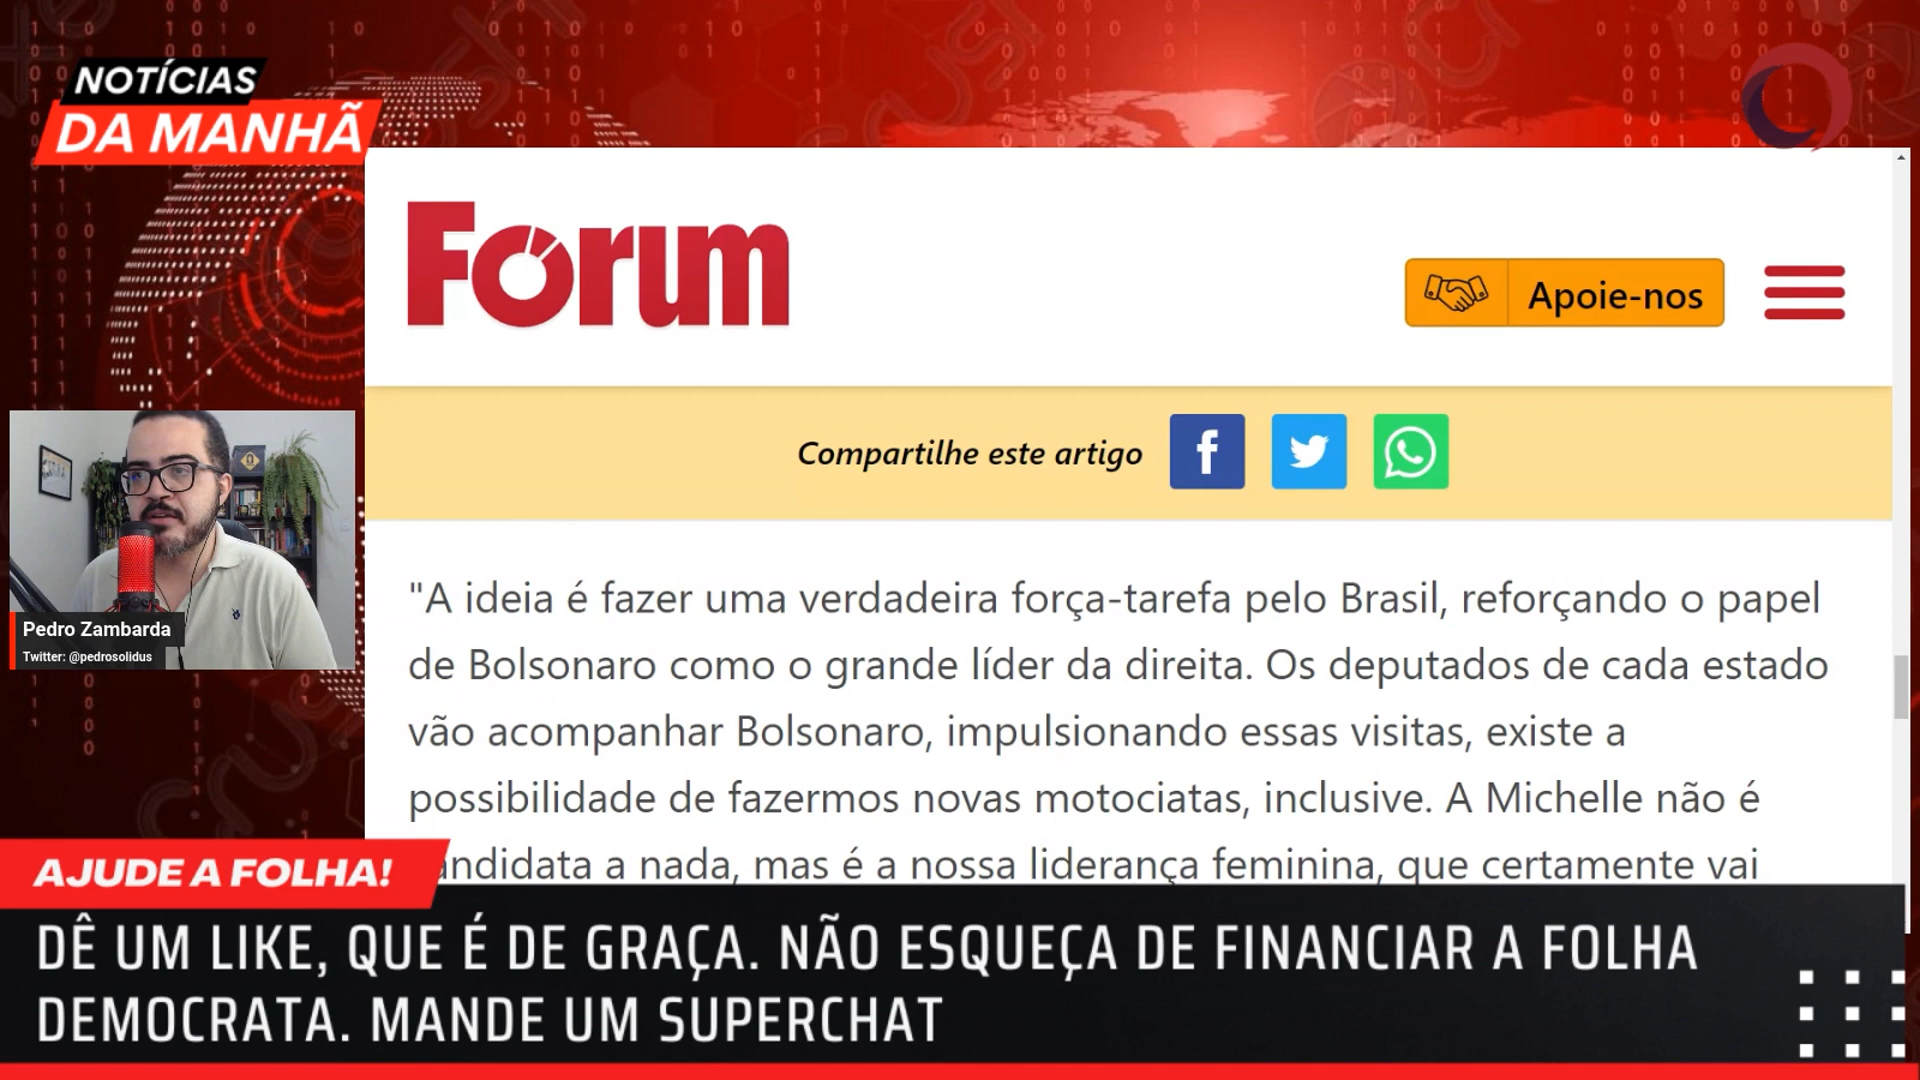 NOTÍCIAS
DA MANHÃ
Forum
Apoie-nos
Compartilhe este artigo
"A ideia é fazer uma verdadeira força-tarefa pelo Brasil, reforçando o papel
de Bolsonaro como o grande líder da direita. Os deputados de cada estado
vão acompanhar Bolsonaro, impulsionando essas visitas, existe a
possibilidade de fazermos novas motociatas, inclusive. A Michelle não é
andidata a nada, mas é a nossa liderança feminina, que certamente vai
Pedro Zambarda
Twitter: @pedrosolidus
AJUDE A FOLHA!
DÊ UM LIKE, QUE É DE GRAÇA. NÃO ESQUEÇA DE FINANCIAR A FOLHA
DEMOCRATA. MANDE UM SUPERCHAT